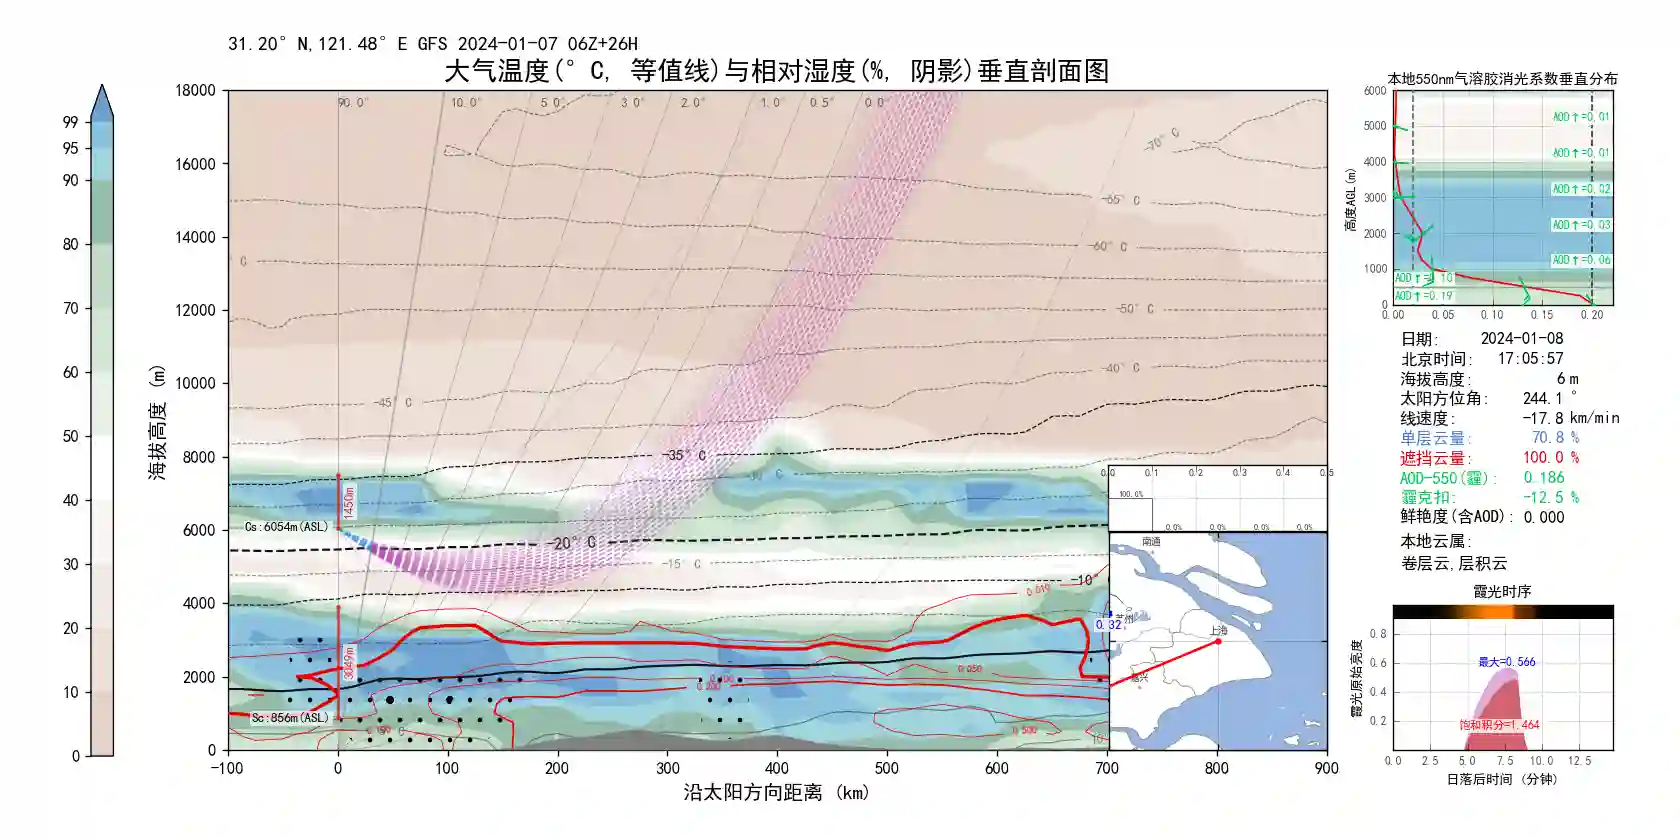 31.20° N,121.48° E GFS 2024-01-07 06Z+26H
大气温度(° C, 等值线)与相对湿度(%, 阴影)垂直剖面图
99
95
90
80
70
60
50
40
30
20
10
0
海拔高度 (m)
18000
16000
14000
12000
10000
8000
6000
4000
2000
0
90.0° 10.0° 5.0° 3.0° 2.0° 1.0° 0.5° 0.0°
-70° C
-65° C
-60° C
-50° C
-45° C
-40° C
-35° C
-30° C
-20° C
-15° C
-10°
1450m
Cs:6054m(ASL)
3049m
Sc:856m(ASL)
0.010
0.050
0.100
0.200
0.500
-100 0 100 200 300 400 500 600 700 800 900
沿太阳方向距离 (km)
0.0 0.1 0.2 0.3 0.4 0.5
100.0%
0.0% 0.0% 0.0% 0.0%
南通
苏州
0.32
上海
嘉兴
本地550nm气溶胶消光系数垂直分布
高度AGL(m)
6000
5000
4000
3000
2000
1000
0
AOD↑=0.01
AOD↑=0.01
AOD↑=0.02
AOD↑=0.03
AOD↑=0.06
AOD↑=0.10
AOD↑=0.19
0.00 0.05 0.10 0.15 0.20
日期: 2024-01-08
北京时间: 17:05:57
海拔高度: 6 m
太阳方位角: 244.1 °
线速度: -17.8 km/min
单层云量: 70.8 %
遮挡云量: 100.0 %
AOD-550(霾): 0.186
霾克扣: -12.5 %
鲜艳度(含AOD): 0.000
本地云属:
卷层云,层积云
霞光时序
霞光原始亮度
0.8
0.6
0.4
0.2
最大=0.566
饱和积分=1.464
0.0 2.5 5.0 7.5 10.0 12.5
日落后时间 (分钟)